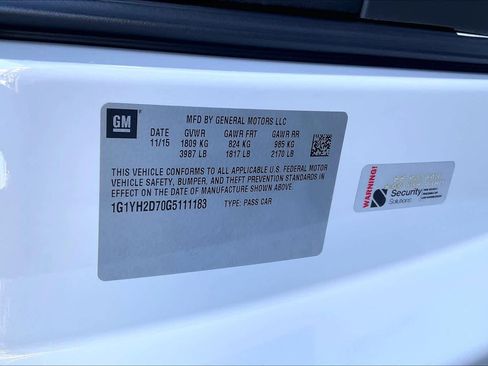 GM
MFD BY GENERAL MOTORS LLC
DATE GVWR GAWR FRT GAWR RR
11/15 1809 KG 824 KG 985 KG
3987 LB 1817 LB 2170 LB
THIS VEHICLE CONFORMS TO ALL APPLICABLE U.S. FEDERAL MOTOR
VEHICLE SAFETY, BUMPER, AND THEFT PREVENTION STANDARDS IN
EFFECT ON THE DATE OF MANUFACTURE SHOWN ABOVE.
1G1YH2D70G5111183 TYPE: PASS CAR
WARNING!
Security
Solutions